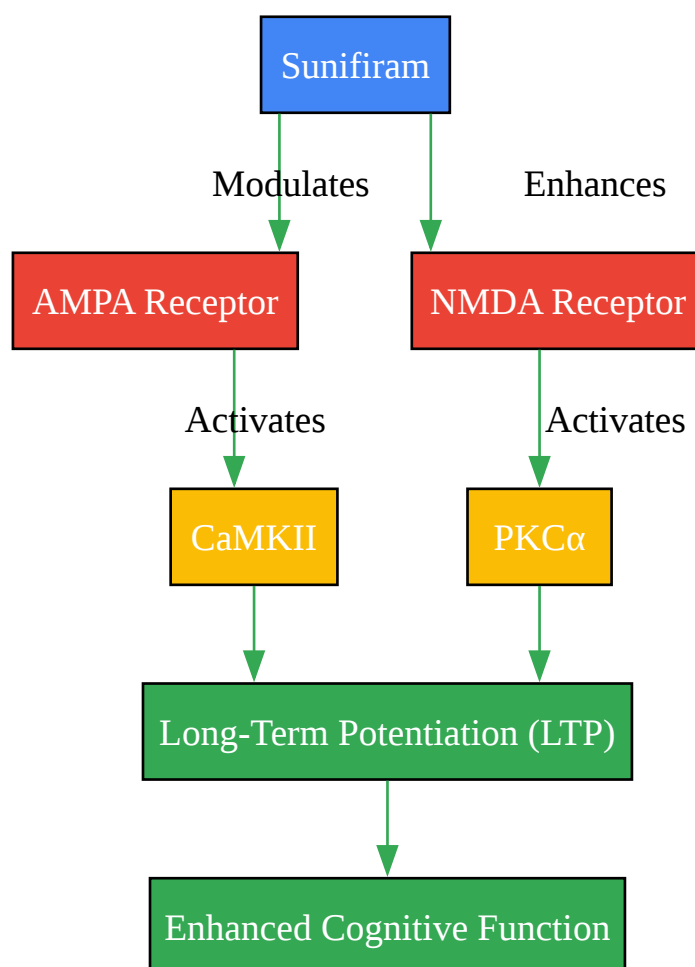 Sunifiram
Modulates
Enhances
AMPA Receptor
NMDA Receptor
Activates
Activates
CaMKII
PKCα
Long-Term Potentiation (LTP)
Enhanced Cognitive Function